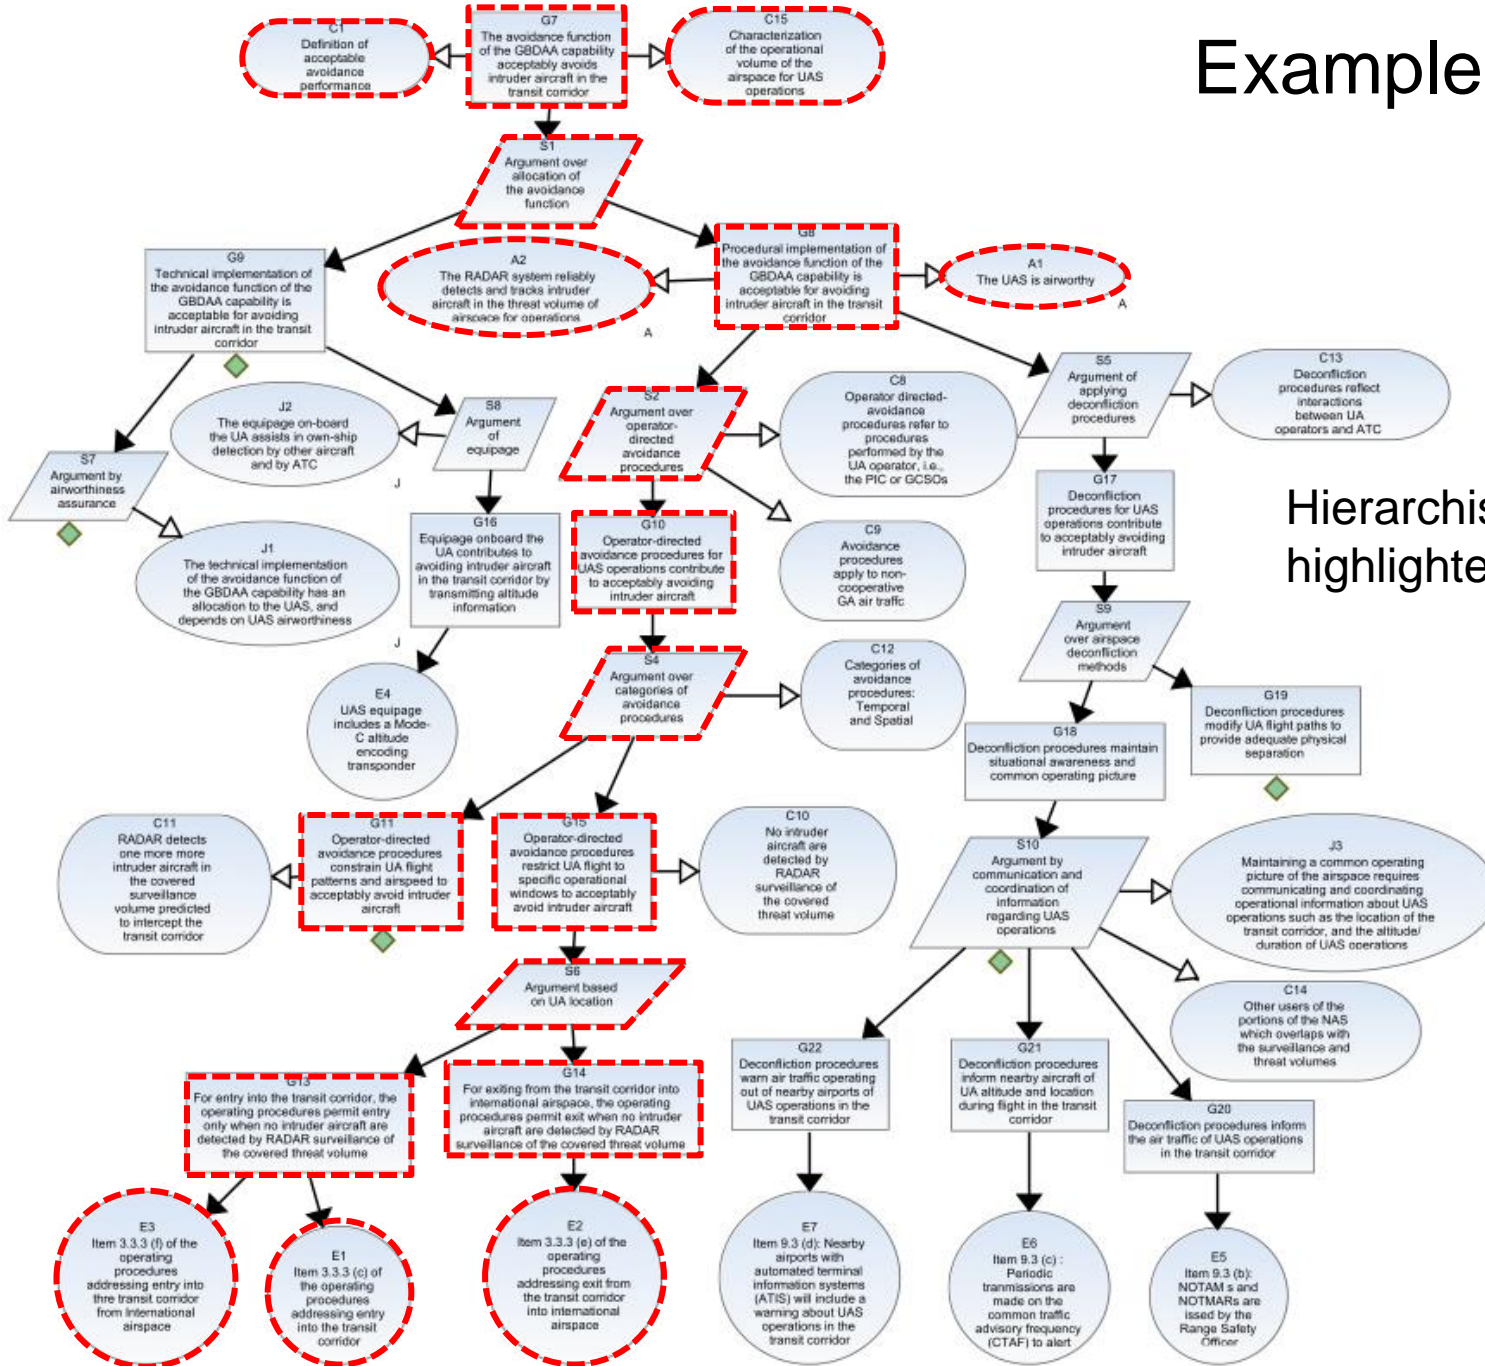 Example
C1
Definition of
acceptable
avoidance
performance
G7
The avoidance function
of the GBDAA capability
acceptably avoids
intruder aircraft in the
transit corridor
C15
Characterization
of the operational
volume of the
airspace for UAS
operations
S1
Argument over
allocation of
the avoidance
function
G9
Technical implementation of
the avoidance function of the
GBDAA capability is
acceptable for avoiding
intruder aircraft in the transit
corridor
A2
The RADAR system reliably
detects and tracks intruder
aircraft in the threat volume of
airspace for operations
A
G8
Procedural implementation of
the avoidance function of the
GBDAA capability is
acceptable for avoiding
intruder aircraft in the transit
corridor
A1
The UAS is airworthy
A
J2
The equipage on-board
the UA assists in own-ship
detection by other aircraft
and by ATC
J
S8
Argument
of
equipage
S2
Argument over
operator-
directed
avoidance
procedures
C8
Operator directed-
avoidance
procedures refer to
procedures
performed by the
UA operator, i.e.,
the PIC or GCSOs
S5
Argument of
applying
deconfliction
procedures
C13
Deconfliction
procedures reflect
interactions
between UA
operators and ATC
S7
Argument by
airworthiness
assurance
J1
The technical implementation
of the avoidance function of
the GBDAA capability has an
allocation to the UAS, and
depends on UAS airworthiness
J
G16
Equipage onboard the
UA contributes to
avoiding intruder aircraft
in the transit corridor by
transmitting altitude
information
G10
Operator-directed
avoidance procedures for
UAS operations contribute
to acceptably avoiding
intruder aircraft
C9
Avoidance
procedures
apply to non-
cooperative
GA air traffic
G17
Deconfliction
procedures for UAS
operations contribute
to acceptably avoiding
intruder aircraft
Hierarchis
highlighte
E4
UAS equipage
includes a Mode-
C altitude
encoding
transponder
S4
Argument over
categories of
avoidance
procedures
C12
Categories of
avoidance
procedures:
Temporal
and Spatial
S9
Argument
over airspace
deconfliction
methods
G18
Deconfliction procedures maintain
situational awareness and
common operating picture
G19
Deconfliction procedures
modify UA flight paths to
provide adequate physical
separation
C11
RADAR detects
one more more
intruder aircraft in
the covered
surveillance
volume predicted
to intercept the
transit corridor
G11
Operator-directed
avoidance procedures
constrain UA flight
patterns and airspeed to
acceptably avoid intruder
aircraft
G15
Operator-directed
avoidance procedures
restrict UA flight to
specific operational
windows to acceptably
avoid intruder aircraft
C10
No intruder
aircraft are
detected by
RADAR
surveillance of
the covered
threat volume
S10
Argument by
communication and
coordination of
information
regarding UAS
operations
J3
Maintaining a common operating
picture of the airspace requires
communicating and coordinating
operational information about UAS
operations such as the location of the
transit corridor, and the altitude/
duration of UAS operations
S6
Argument based
on UA location
C14
Other users of the
portions of the NAS
which overlaps with
the surveillance and
threat volumes
G13
For entry into the transit corridor, the
operating procedures permit entry
only when no intruder aircraft are
detected by RADAR surveillance of
the covered threat volume
G14
For exiting from the transit corridor into
international airspace, the operating
procedures permit exit when no intruder
aircraft are detected by RADAR
surveillance of the covered threat volume
G22
Deconfliction procedures
warn air traffic operating
out of nearby airports of
UAS operations in the
transit corridor
G21
Deconfliction procedures
inform nearby aircraft of
UA altitude and location
during flight in the transit
corridor
G20
Deconfliction procedures inform
the air traffic of UAS operations
in the transit corridor
E3
Item 3.3.3 (f) of the
operating
procedures
addressing entry into
thre transit corridor
from International
airspace
E1
Item 3.3.3 (c) of
the operating
procedures
addressing entry
into the transit
corridor
E2
Item 3.3.3 (e) of the
operating
procedures
addressing exit from
the transit corridor
into international
airspace
E7
Item 9.3 (d): Nearby
airports with
automated terminal
information systems
(ATIS) will include a
warning about UAS
operations in the
transit corridor
E6
Item 9.3 (c) :
Periodic
tranmissions are
made on the
common traffic
advisory frequency
(CTAF) to alert
E5
Item 9.3 (b):
NOTAM s and
NOTMARs are
issed by the
Range Safety
Officer